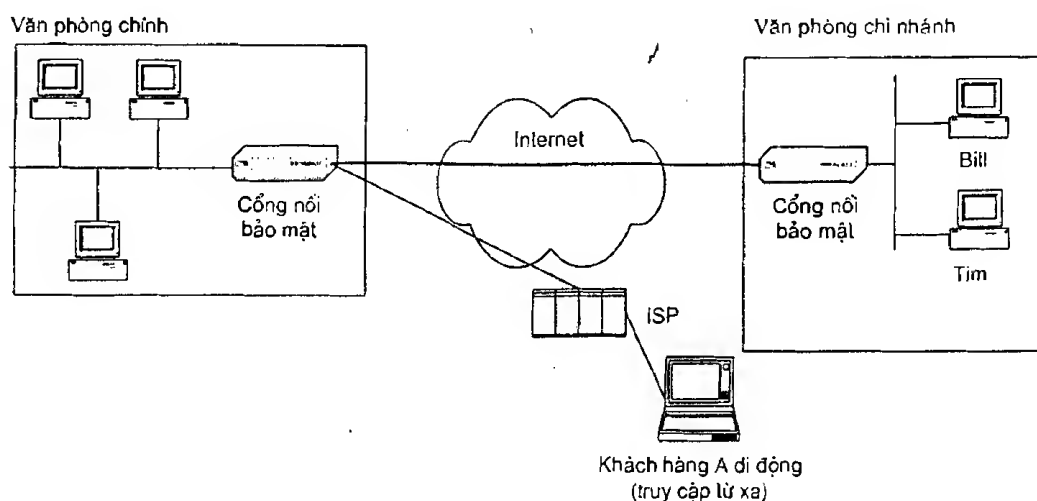 Văn phòng chính
Văn phòng chi nhánh
Internet
Bill
Cổng nối
bảo mật
Cổng nối
bảo mật
Tim
ISP
Khách hàng A di động
(truy cập từ xa)